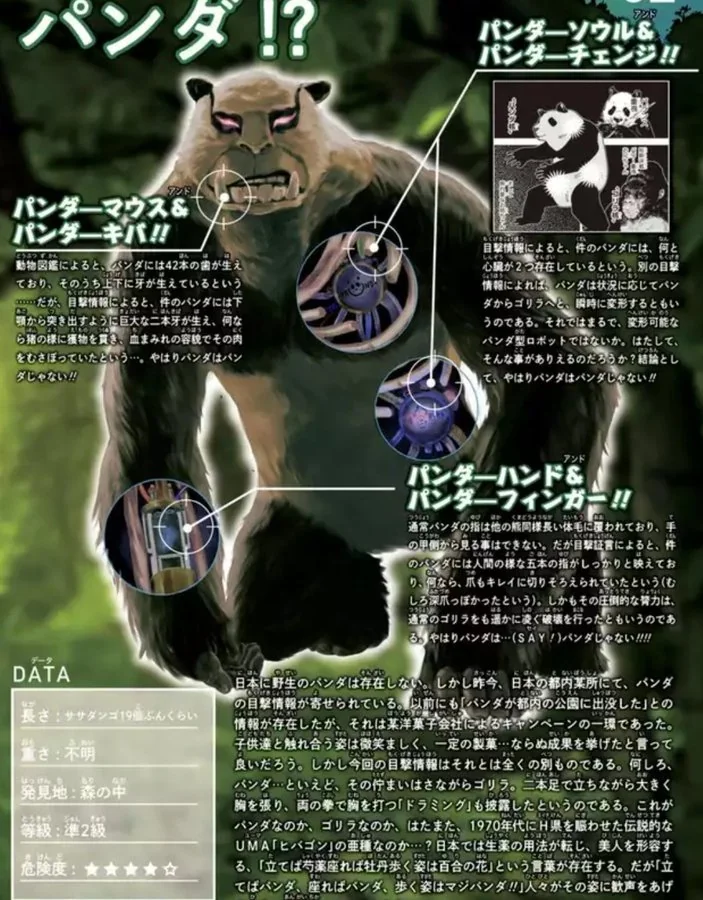 パンダ!?
パンダーソウル&
パンダーチェンジ!!
パンダーマウス&
パンダーキバ!!
動物図鑑によると、パンダには42本の歯が生え
ており、そのうち上下に牙が生えているという
……だが、目撃情報によると、件のパンダには下
顎から突き出すように巨大な二本牙が生え、何な
ら猪の様に獲物を貫き、血まみれの容貌でその肉
をむさぼっていたという…。やはりパンダはパン
ダじゃない!!
目撃情報によると、件のパンダには、何と
心臓が2つ存在しているという。別の目撃
情報によれば、パンダは状況に応じてパン
ダからゴリラへと、瞬時に変形するともい
うのである。それではまるで、変形可能な
パンダ型ロボットではないか。はたして、
そんな事がありえるのだろうか?結論とし
て、やはりパンダはパンダじゃない!!
パンダーハンド&
パンダーフィンガー!!
通常パンダの指は他の熊同様長い体毛に覆われており、手
の甲側から見る事はできない。だが目撃証言によると、件
のパンダには人間の様な五本の指がしっかりと映えてお
り、何なら、爪もキレイに切りそろえられていたという(む
しろ深爪っぽかったという)。しかもその圧倒的な膂力は、
通常のゴリラをも遥かに凌ぐ破壊を行ったともいうのであ
る。やはりパンダは…(SAY!)パンダじゃない!!!!
DATA
長さ:ササダンゴ19個ぶんくらい
重さ:不明
発見地:森の中
等級:準2級
危険度:★★★★☆
日本に野生のパンダは存在しない。しかし昨今、日本の都内某所にて、パンダ
の目撃情報が寄せられている。以前にも「パンダが都内の公園に出没した」との
情報が存在したが、それは某洋菓子会社によるキャンペーンの一環であった。
子供達と触れ合う姿は微笑ましく、一定の製菓…ならぬ成果を挙げたと言って
良いだろう。しかし今回の目撃情報はそれとは全くの別ものである。何しろ、
パンダ…といえど、その佇まいはさながらゴリラ。二本足で立ちながら大きく
胸を張り、両の拳で胸を打つ「ドラミング」も披露したというのである。これが
パンダなのか、ゴリラなのか、はたまた、1970年代にH県を賑わせた伝説的な
UMA「ヒバゴン」の亜種なのか…?日本では生薬の用法が転じ、美人を形容す
る、「立てば芍薬座れば牡丹歩く姿は百合の花」という言葉が存在する。だが「立
てばパンダ、座ればパンダ、歩く姿はマジパンダ!!」人々がその姿に歓声をあげ